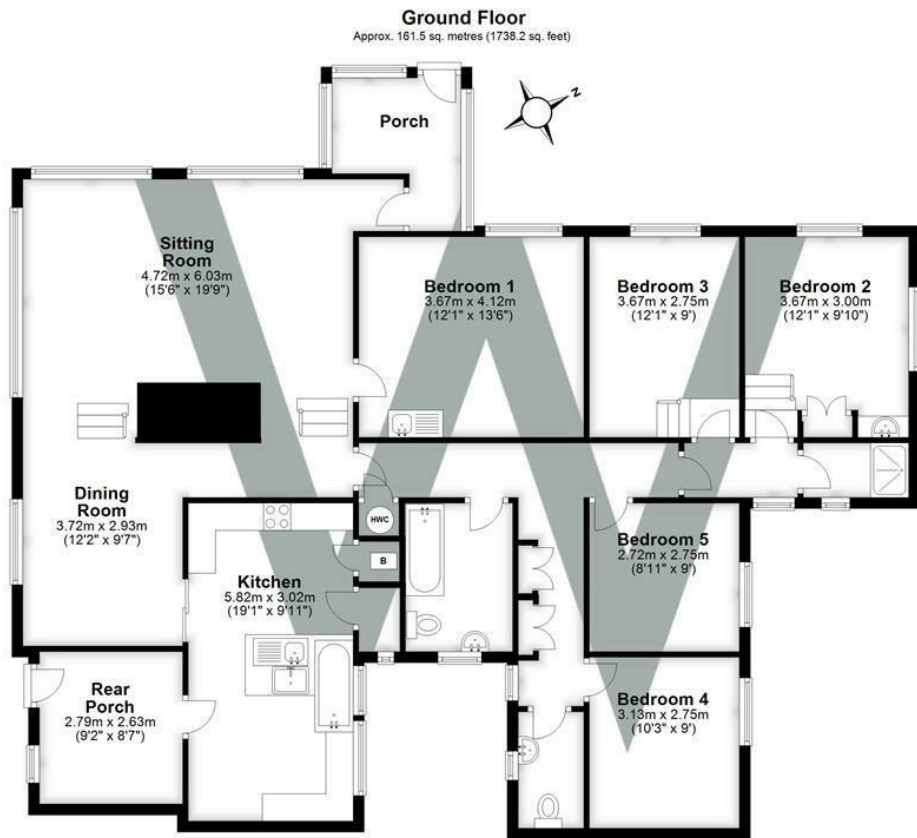 Ground Floor
Approx. 161.5 sq. metres (1738.2 sq. feet)
Porch
N
Sitting
Room
4.72m x 6.03m
(15'6" x 19'9")
Bedroom 1
3.67m x 4.12m
(12'1" x 13'6")
Bedroom 3
3.67m x 2.75m
(12'1" x 9')
Bedroom 2
3.67m x 3.00m
(12'1" x 9'10")
Dining
Room
3.72m x 2.93m
(12'2" x 9'7")
HWC
B
Kitchen
5.82m x 3.02m
(19'1" x 9'11")
Bedroom 5
2.72m x 2.75m
(8'11" x 9')
Rear
Porch
2.79m x 2.63m
(9'2" x 8'7")
Bedroom 4
3.13m x 2.75m
(10'3" x 9')
W